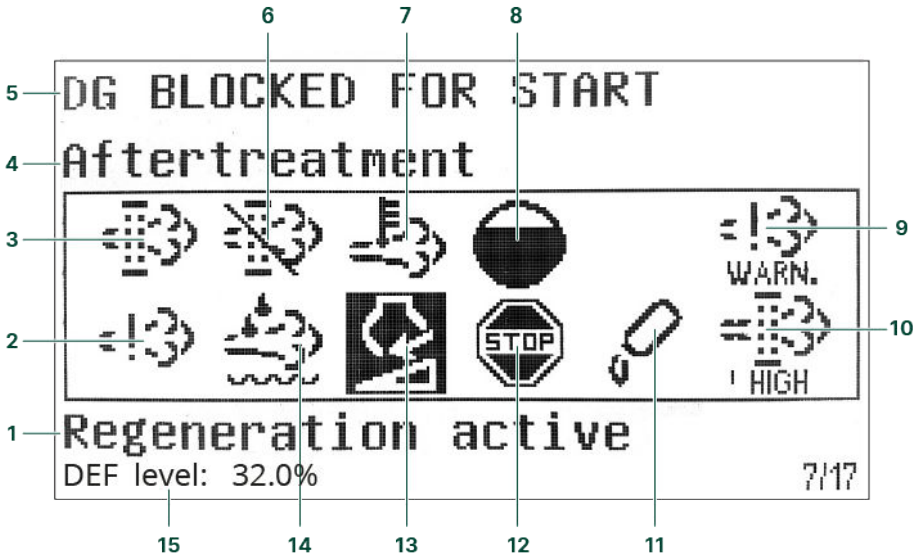 6 7 8
5 DG BLOCKED FOR START
4 Aftertreatment
3 9
WARN.
2 STOP 10
HIGH
1 Regeneration active
DEF level: 32.0% 7/17
15 14 13 12 11